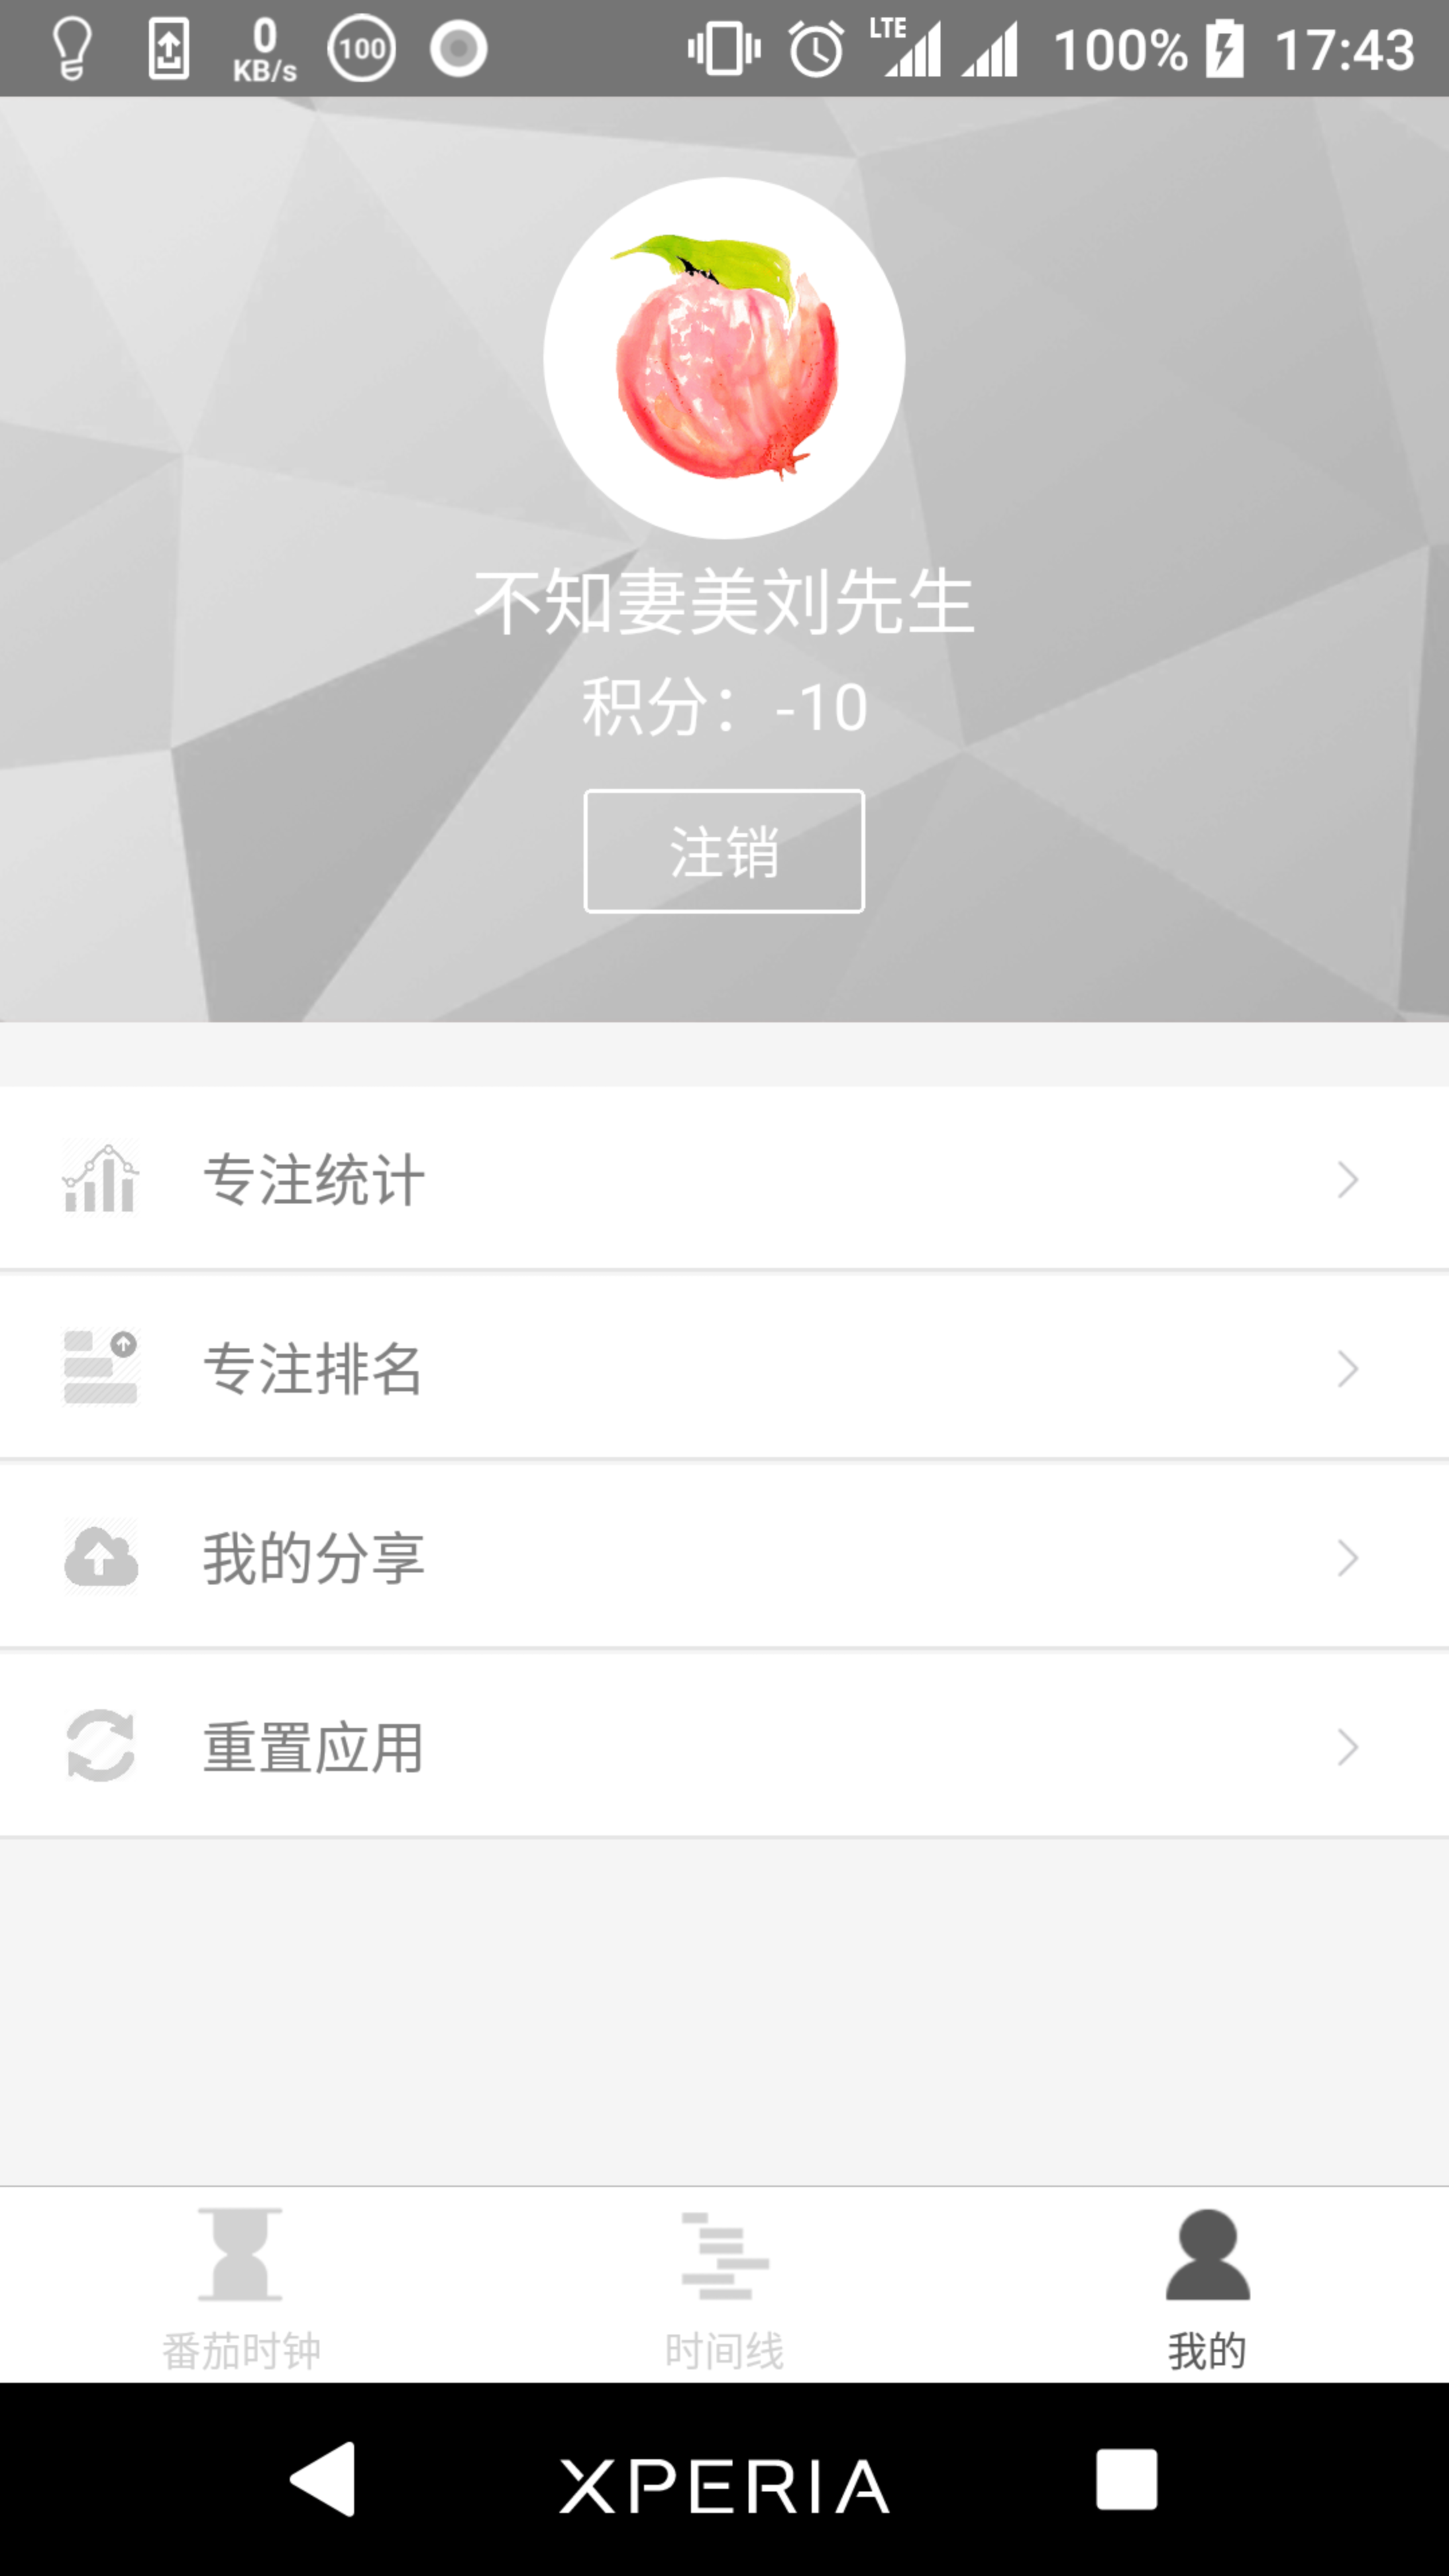 0
KB/s
100
LTE
100%
17:43
不知妻美刘先生
积分：-10
注销
专注统计
专注排名
我的分享
重置应用
番茄时钟
时间线
我的
XPERIA